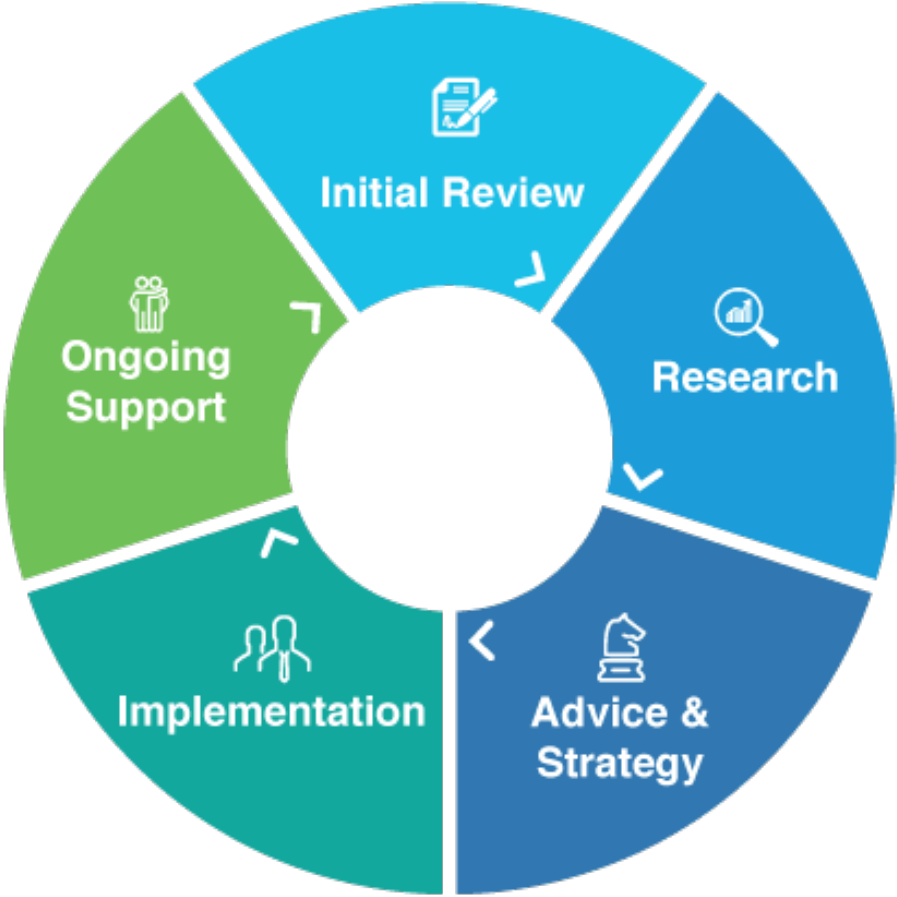 Initial Review
Research
Advice &
Strategy
Implementation
Ongoing
Support